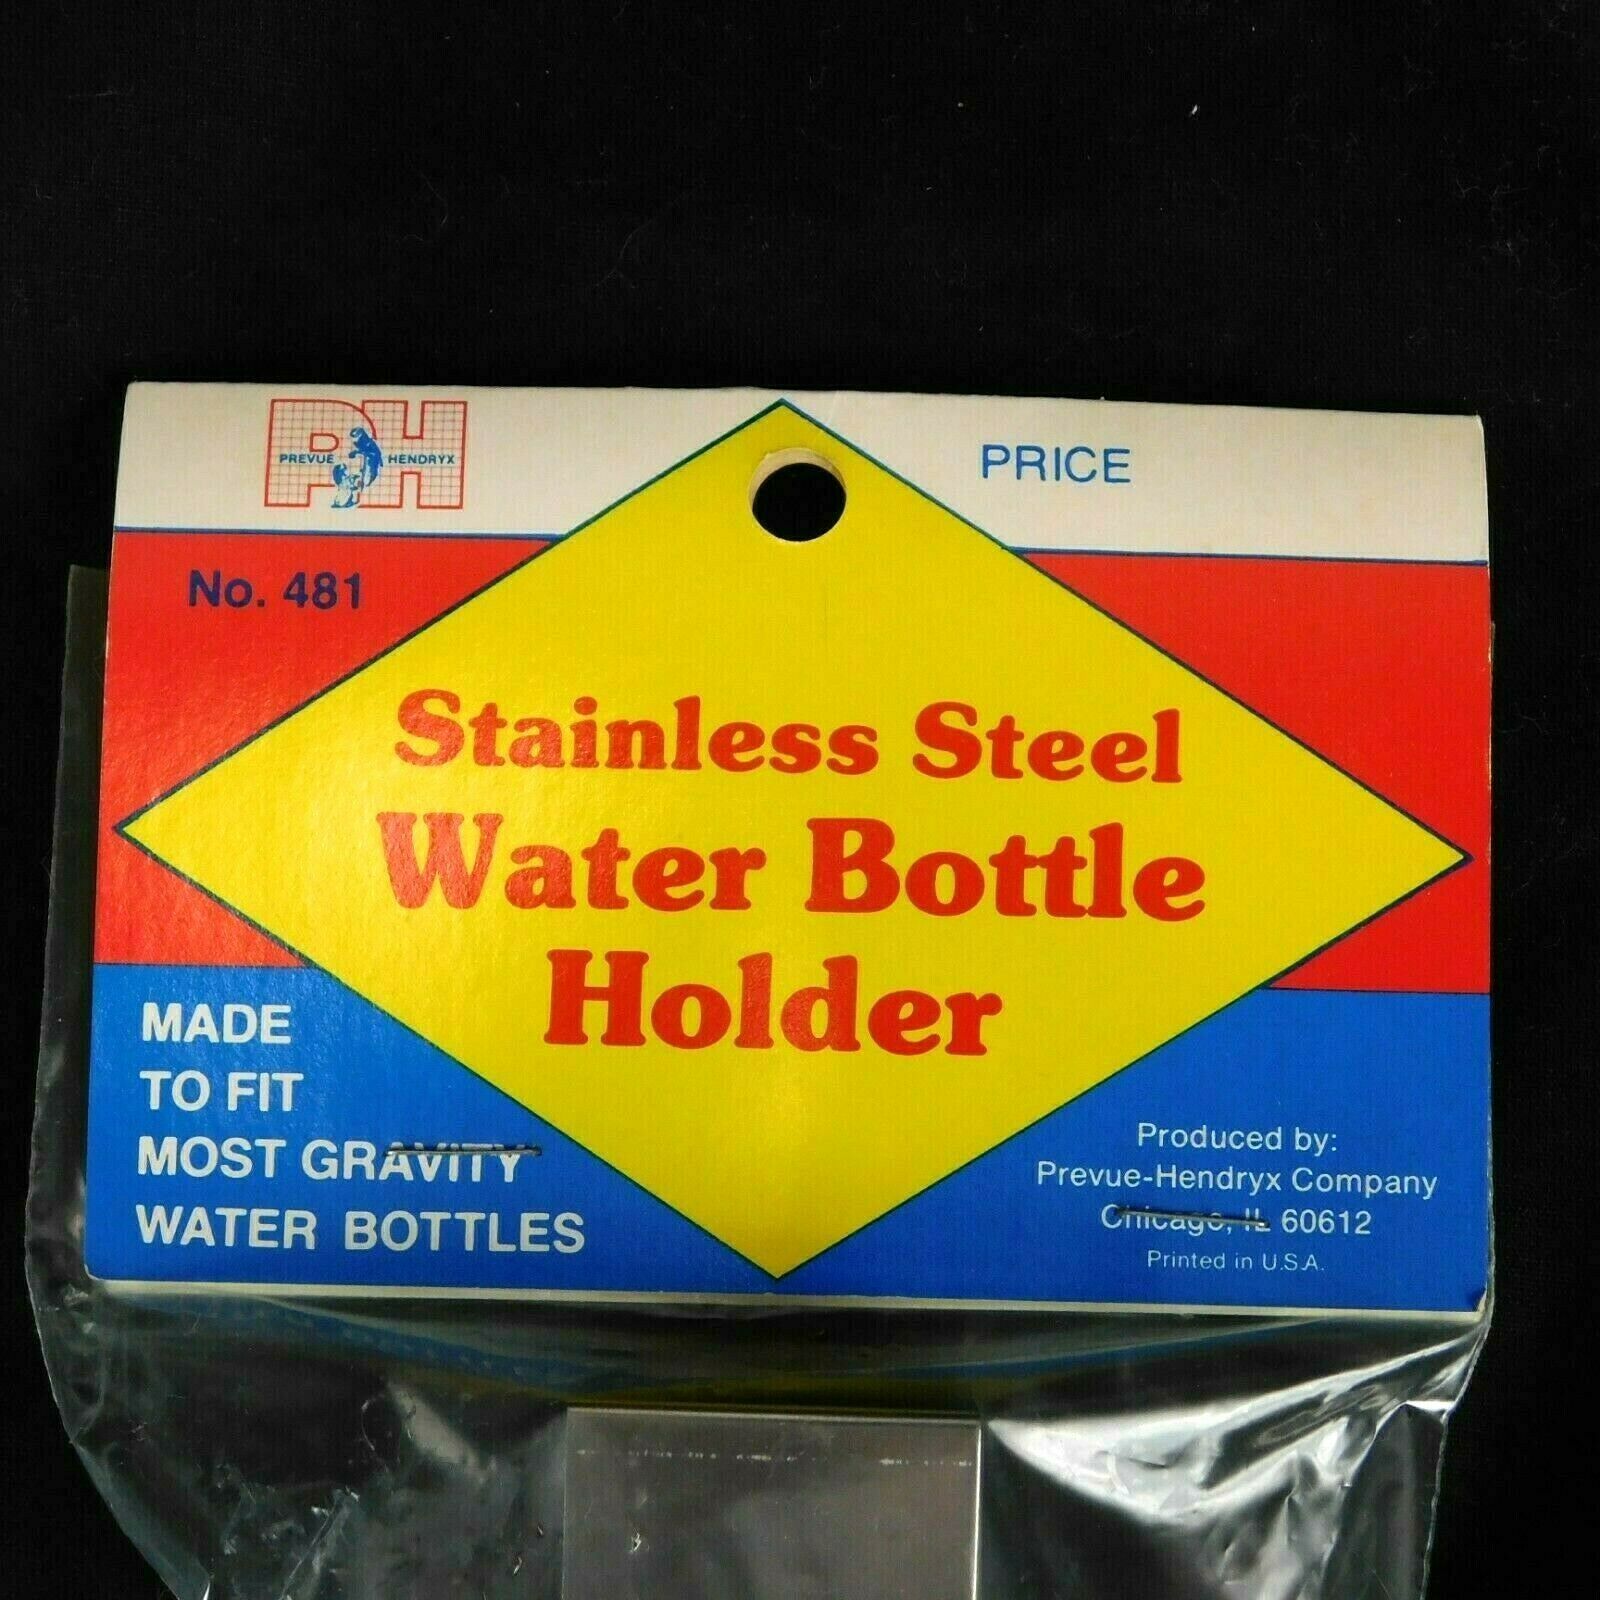 PH
PREVUE HENDRYX
PRICE
No. 481
Stainless Steel
Water Bottle
Holder
MADE
TO FIT
MOST GRAVITY
WATER BOTTLES
Produced by:
Prevue-Hendryx Company
Chicago, IL 60612
Printed in U.S.A.